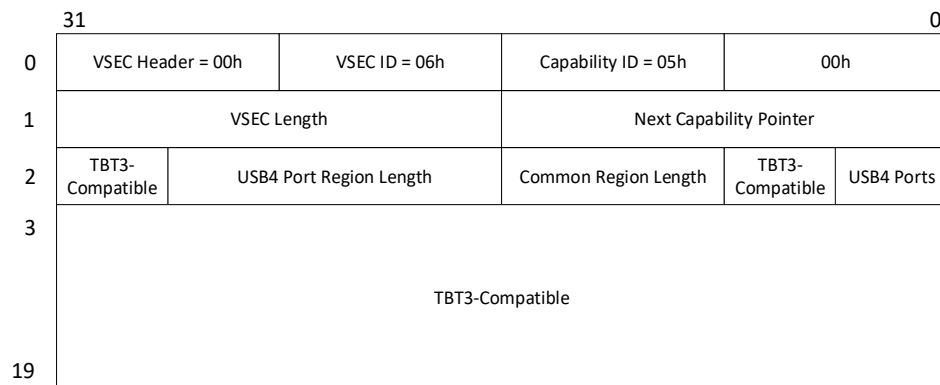 31 0
0 VSEC Header = 00h VSEC ID = 06h Capability ID = 05h 00h
1 VSEC Length Next Capability Pointer
2 TBT3-Compatible USB4 Port Region Length Common Region Length TBT3-Compatible USB4 Ports
3
TBT3-Compatible
19